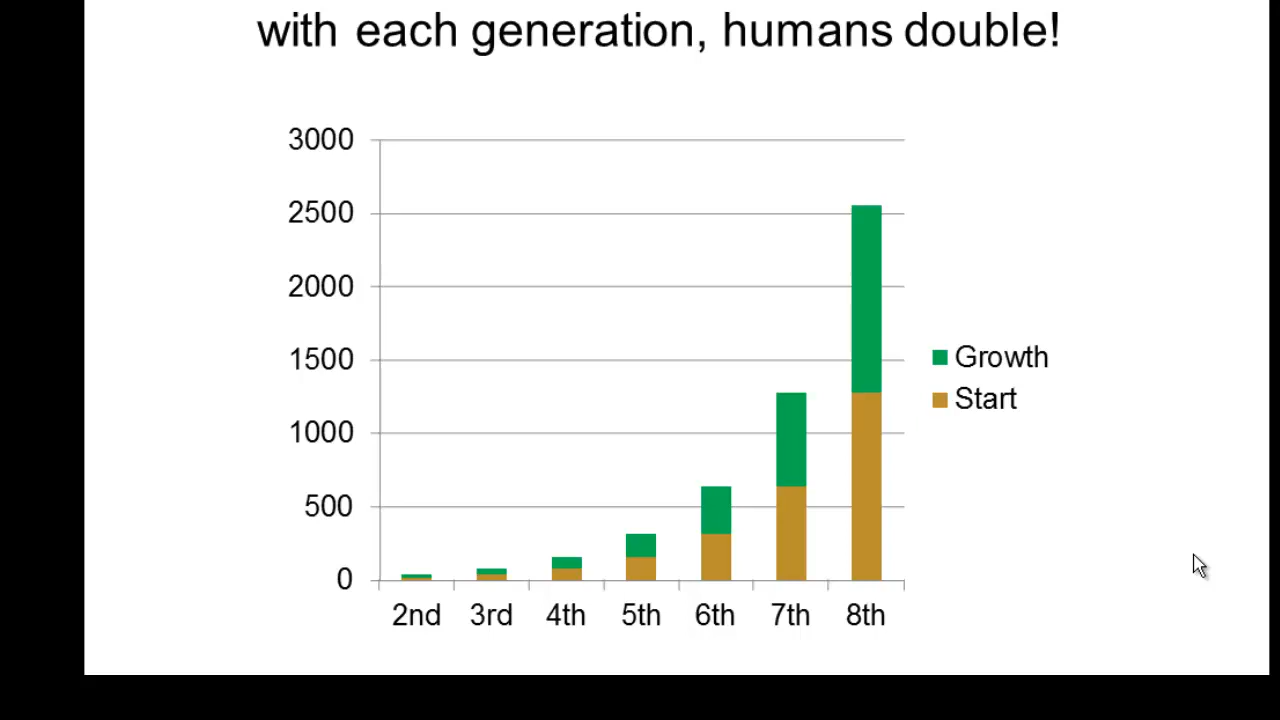 with each generation, humans double!
3000
2500
2000
1500
1000
500
0
Growth
Start
2nd 3rd 4th 5th 6th 7th 8th